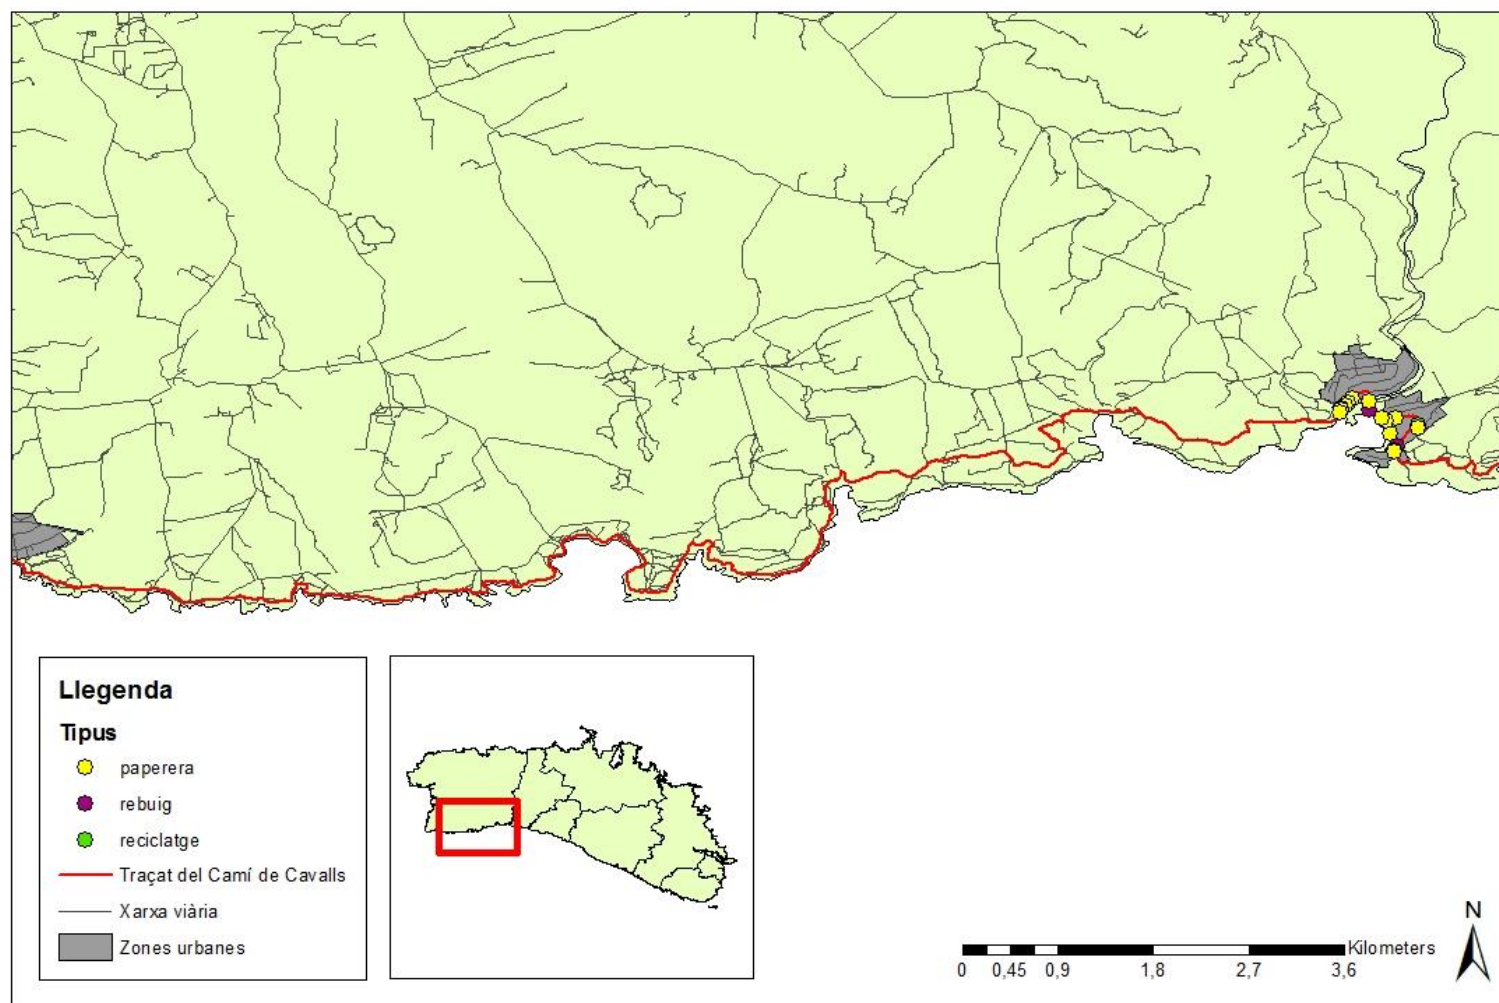 Llegenda
Tipus
paperera
rebuig
reciclatge
Traçat del Camí de Cavalls
Xarxa viària
Zones urbanes
N
Kilometers
0 0,45 0,9 1,8 2,7 3,6